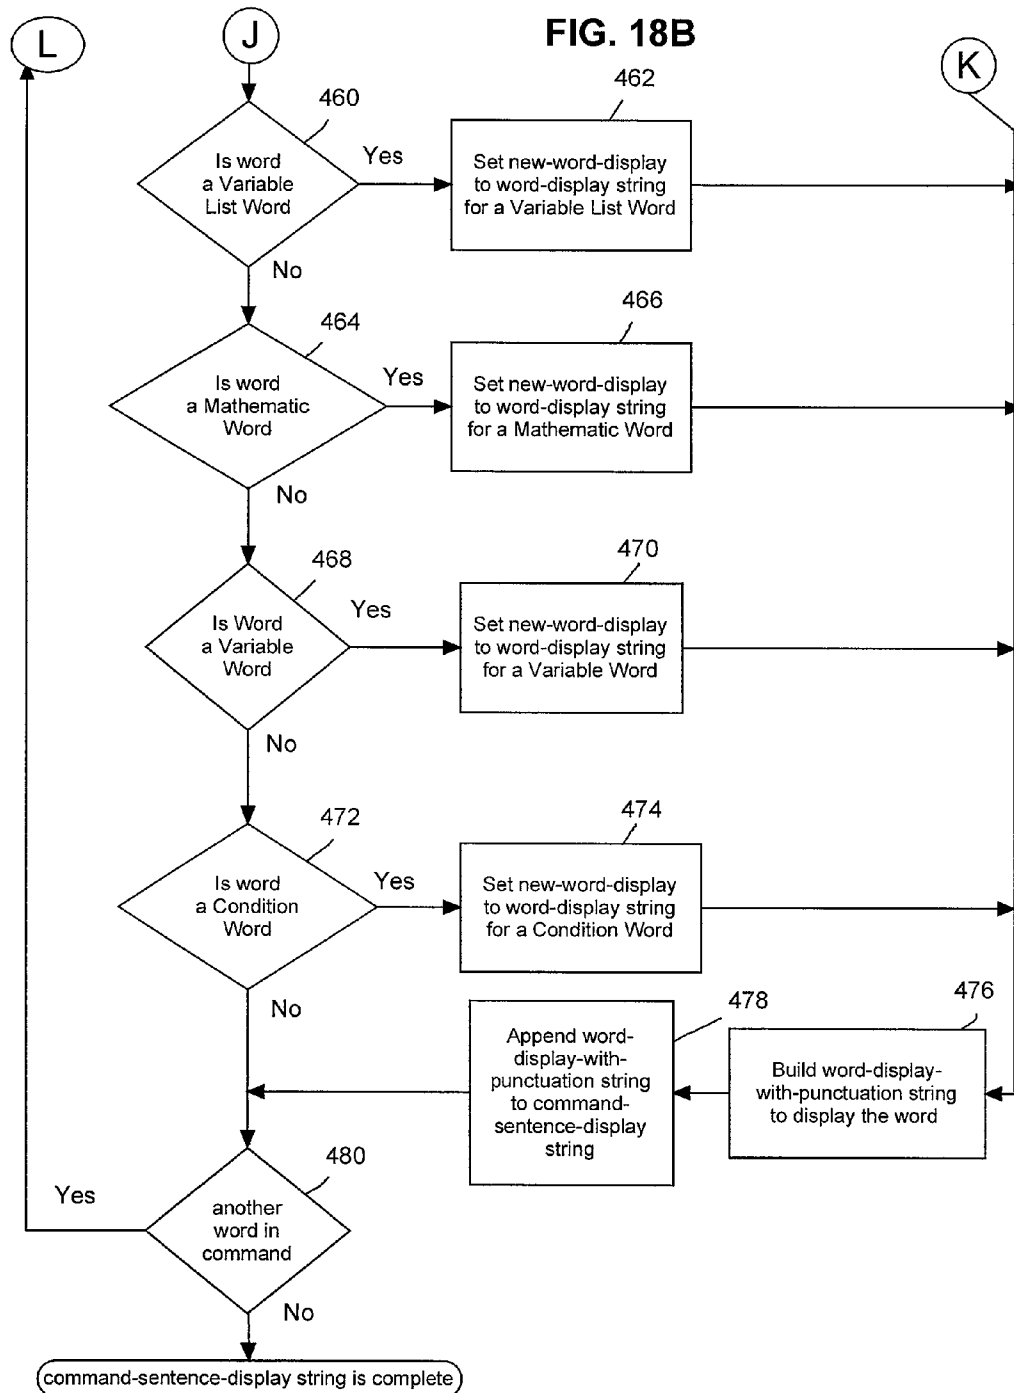 FIG. 18B
L
J
K
460
462
Is word
a Variable
List Word
Yes
Set new-word-display
to word-display string
for a Variable List Word
No
464
466
Is word
a Mathematic
Word
Yes
Set new-word-display
to word-display string
for a Mathematic Word
No
468
470
Is Word
a Variable
Word
Yes
Set new-word-display
to word-display string
for a Variable Word
No
472
474
Is word
a Condition
Word
Yes
Set new-word-display
to word-display string
for a Condition Word
No
478
476
Append word-
display-with-
punctuation string
to command-
sentence-display
string
Build word-display-
with-punctuation string
to display the word
480
Yes
another
word in
command
No
command-sentence-display string is complete